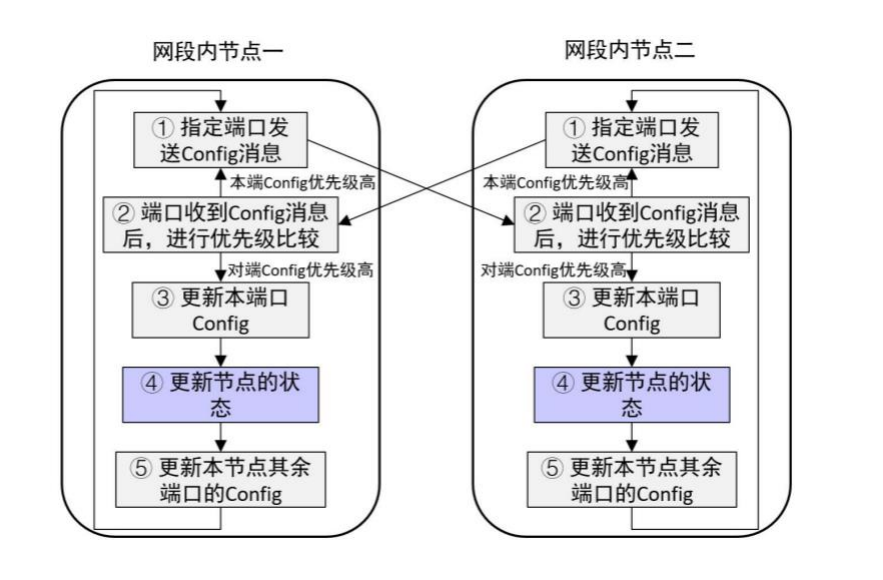 网段内节点一
① 指定端口发
送Config消息
本端Config优先级高
② 端口收到Config消息
后，进行优先级比较
对端Config优先级高
③ 更新本端口
Config
④ 更新节点的状
态
⑤ 更新本节点其余
端口的Config
网段内节点二
① 指定端口发
送Config消息
本端Config优先级高
② 端口收到Config消息
后，进行优先级比较
对端Config优先级高
③ 更新本端口
Config
④ 更新节点的状
态
⑤ 更新本节点其余
端口的Config